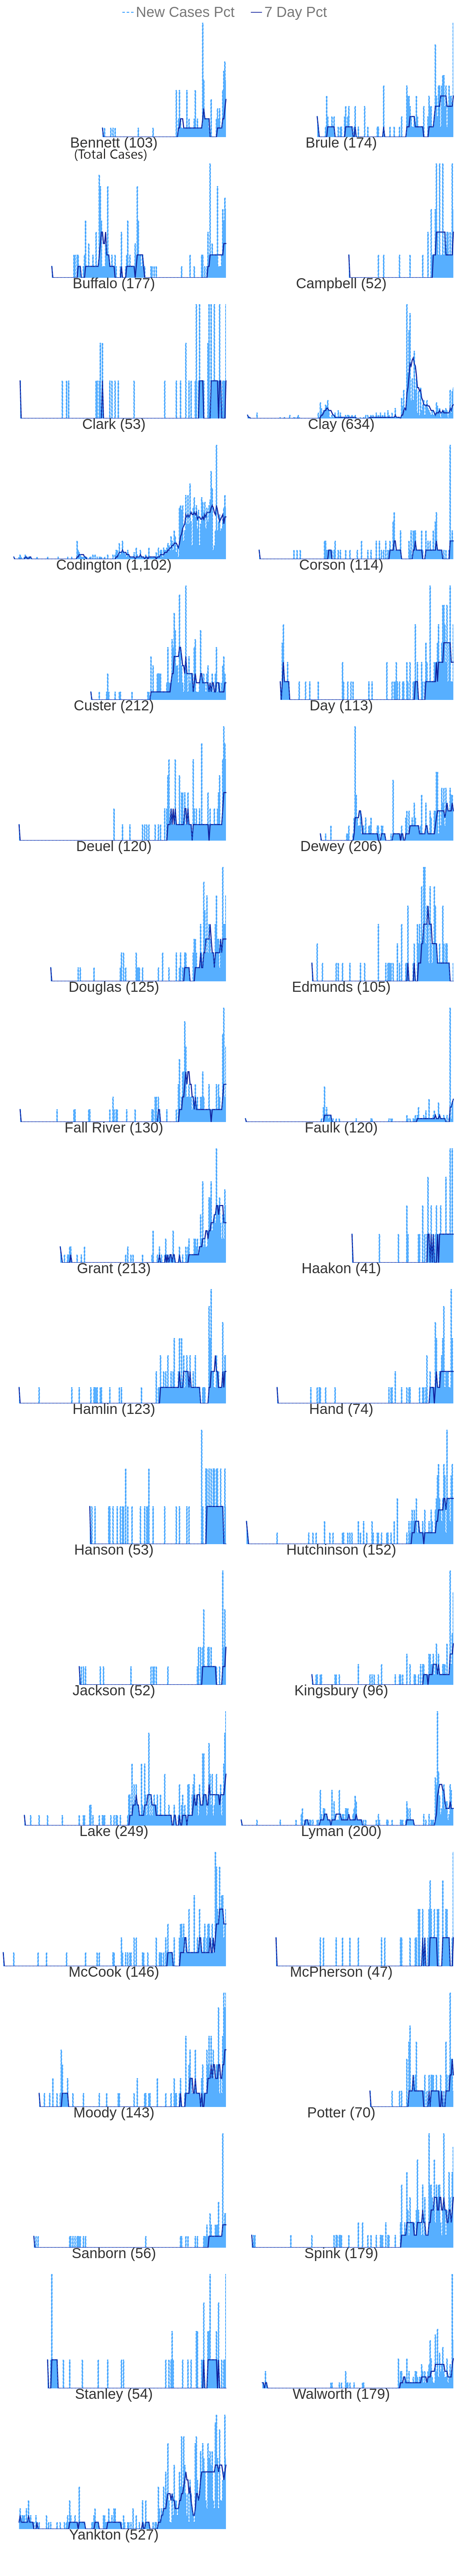 New Cases Pct 7 Day Pct
Bennett (103) Brule (174)
(Total Cases)
Buffalo (177) Campbell (52)
Clark (53) Clay (634)
Codington (1,102) Corson (114)
Custer (212) Day (113)
Deuel (120) Dewey (206)
Douglas (125) Edmunds (105)
Fall River (130) Faulk (120)
Grant (213) Haakon (41)
Hamlin (123) Hand (74)
Hanson (53) Hutchinson (152)
Jackson (52) Kingsbury (96)
Lake (249) Lyman (200)
McCook (146) McPherson (47)
Moody (143) Potter (70)
Sanborn (56) Spink (179)
Stanley (54) Walworth (179)
Yankton (527)